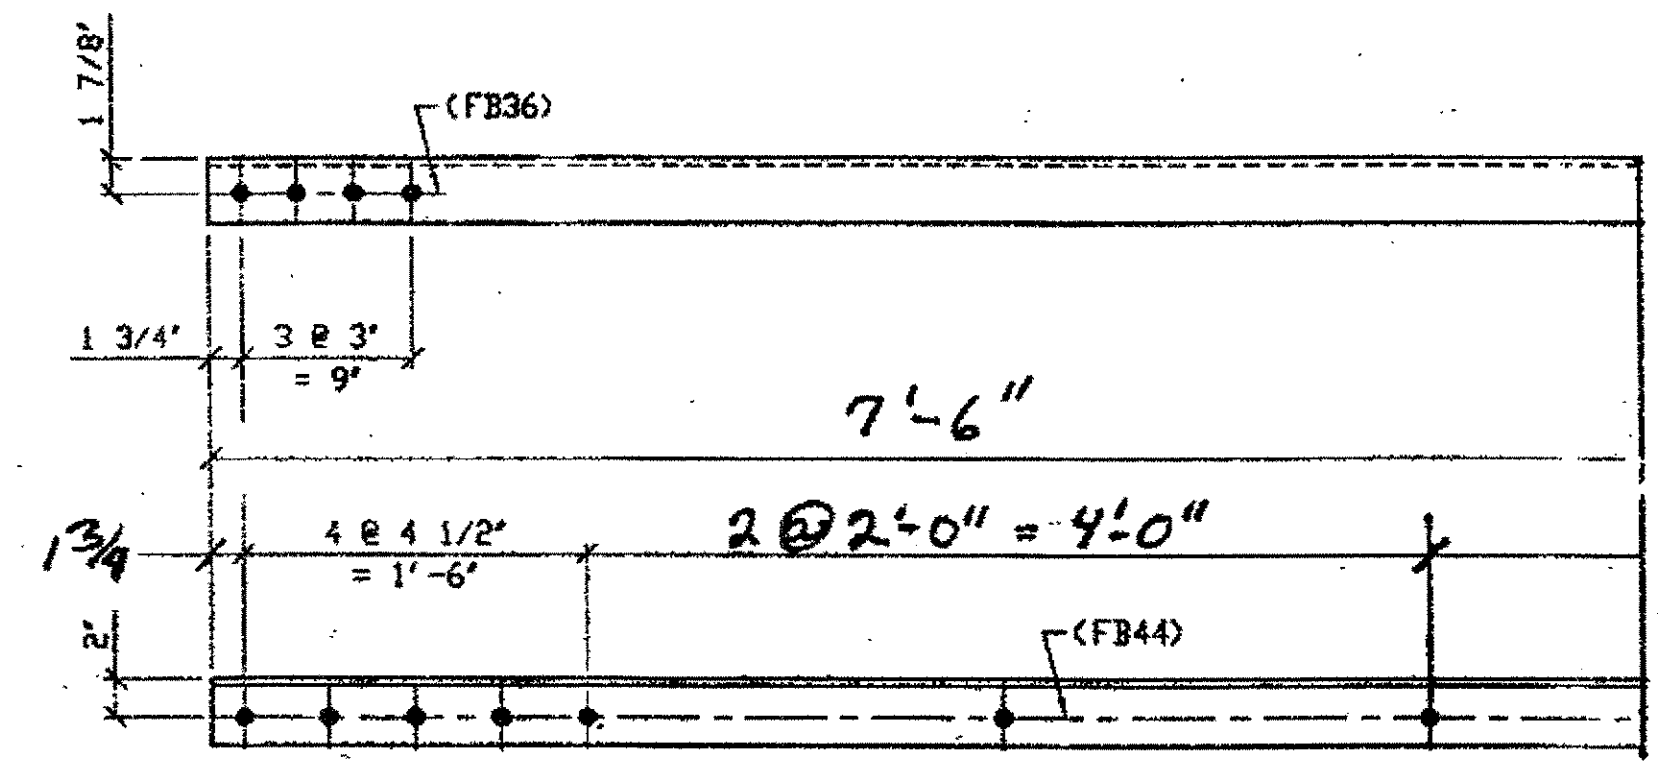 1 7/8"
(FB36)
1 3/4"
3 @ 3"
= 9"
7'-6"
1 3/4
4 @ 4 1/2"
= 1'-6"
2 @ 2'-0" = 4'-0"
2"
(FB44)